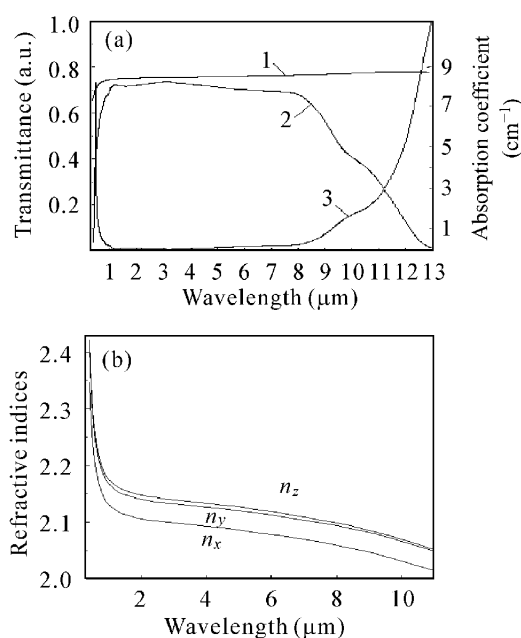 (a)
Transmittance (a.u.)
1.0
0.8
0.6
0.4
0.2
1
2
3
9
7
5
3
1
Absorption coefficient
(cm⁻¹)
1 2 3 4 5 6 7 8 9 10 11 12 13
Wavelength (μm)
(b)
Refractive indices
2.4
2.3
2.2
2.1
2.0
nz
ny
nx
2 4 6 8 10
Wavelength (μm)